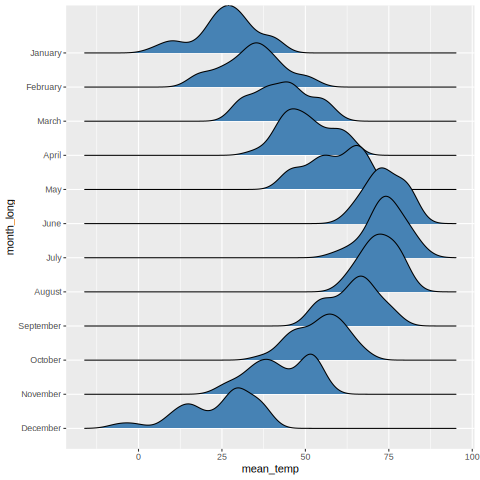 January
February
March
April
May
June
July
August
September
October
November
December
0 25 50 75 100
mean_temp
month_long